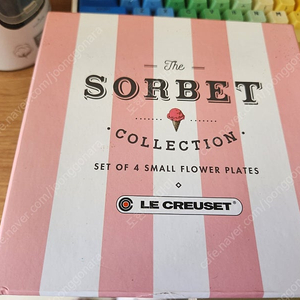 The
SORBET
COLLECTION
SET OF 4 SMALL FLOWER PLATES
LE CREUSET